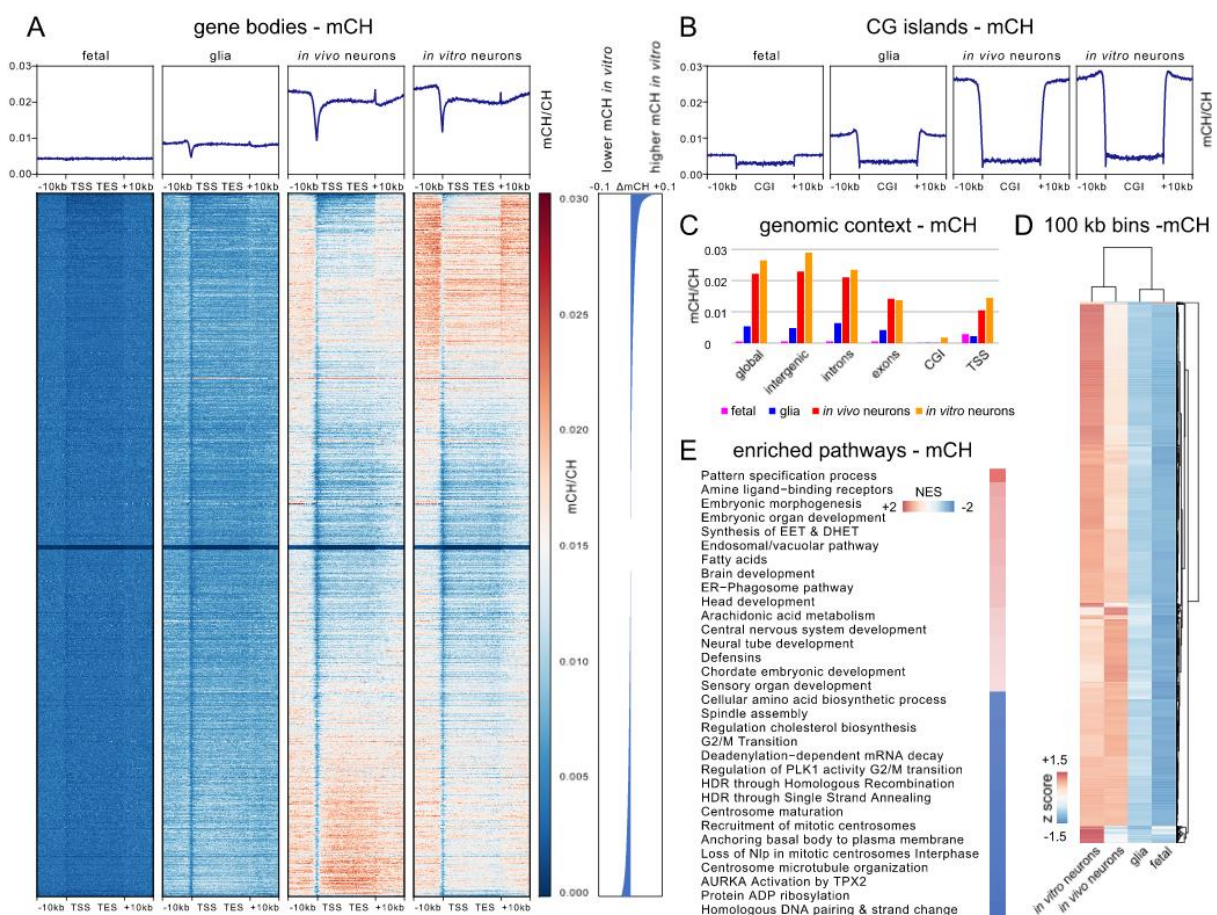 A
gene bodies - mCH
fetal
glia
in vivo neurons
in vitro neurons
0.03
0.02
0.01
0.00
mCH/CH
lower mCH in vitro
higher mCH in vitro
-10kb TSS TES +10kb
-10kb TSS TES +10kb
-10kb TSS TES +10kb
-10kb TSS TES +10kb
-0.1 ΔmCH +0.1
0.030
0.025
0.020
mCH/CH
0.015
0.010
0.005
0.000
-10kb TSS TES +10kb
-10kb TSS TES +10kb
-10kb TSS TES +10kb
-10kb TSS TES +10kb
B
CG islands - mCH
fetal
glia
in vivo neurons
in vitro neurons
0.03
0.02
0.01
0.00
mCH/CH
-10kb CGI +10kb
-10kb CGI +10kb
-10kb CGI +10kb
-10kb CGI +10kb
C
genomic context - mCH
0.03
0.02
0.01
0
mCH/CH
global
intergenic
introns
exons
CGI
TSS
fetal
glia
in vivo neurons
in vitro neurons
D
100 kb bins -mCH
+1.5
z score
-1.5
in vitro neurons
in vivo neurons
glia
fetal
E
enriched pathways - mCH
NES
+2
-2
Pattern specification process
Amine ligand−binding receptors
Embryonic morphogenesis
Embryonic organ development
Synthesis of EET & DHET
Endosomal/vacuolar pathway
Fatty acids
Brain development
ER−Phagosome pathway
Head development
Arachidonic acid metabolism
Central nervous system development
Neural tube development
Defensins
Chordate embryonic development
Sensory organ development
Cellular amino acid biosynthetic process
Spindle assembly
Regulation cholesterol biosynthesis
G2/M Transition
Deadenylation−dependent mRNA decay
Regulation of PLK1 activity G2/M transition
HDR through Homologous Recombination
HDR through Single Strand Annealing
Centrosome maturation
Recruitment of mitotic centrosomes
Anchoring basal body to plasma membrane
Loss of Nlp in mitotic centrosomes Interphase
Centrosome microtubule organization
AURKA Activation by TPX2
Protein ADP ribosylation
Homologous DNA pairing & strand change